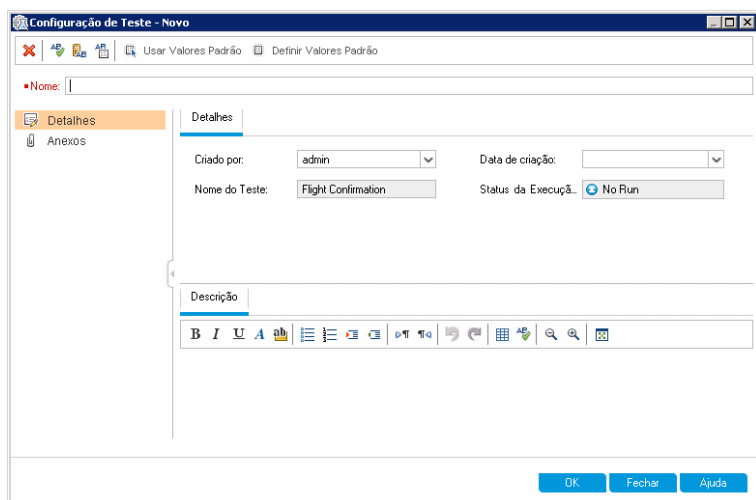 Configuração de Teste - Novo
Usar Valores Padrão Definir Valores Padrão
Nome:
Detalhes
Anexos
Detalhes
Criado por: admin Data de criação:
Nome do Teste: Flight Confirmation Status da Execuçã... No Run
Descrição
B I U A ab
OK Fechar Ajuda